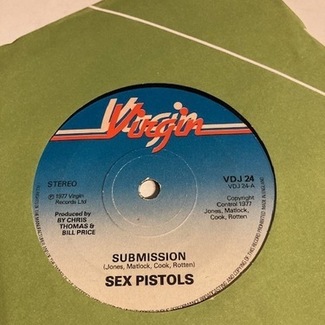 Virgin
STEREO
VDJ 24
VDJ 24-A
℗ 1977 Virgin
Records Ltd
Copyright
Control 1977
Jones, Matlock,
Cook, Rotten
Produced by
BY CHRIS
THOMAS &
BILL PRICE
SUBMISSION
(Jones, Matlock, Cook, Rotten)
SEX PISTOLS